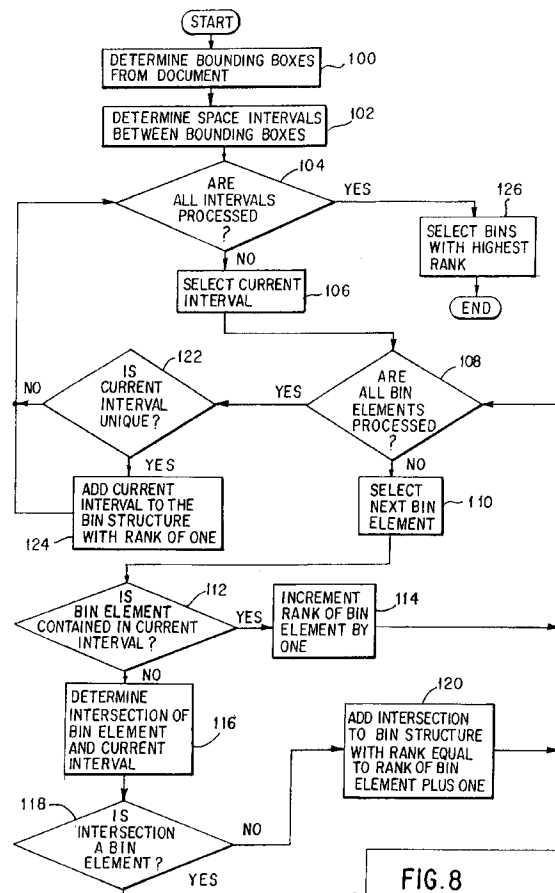 START
DETERMINE BOUNDING BOXES
FROM DOCUMENT
100
DETERMINE SPACE INTERVALS
BETWEEN BOUNDING BOXES
102
104
ARE
ALL INTERVALS
PROCESSED
?
YES
126
SELECT BINS
WITH HIGHEST
RANK
END
NO
SELECT CURRENT
INTERVAL
106
122
NO
IS
CURRENT
INTERVAL
UNIQUE?
YES
108
ARE
ALL BIN
ELEMENTS
PROCESSED
?
YES
ADD CURRENT
INTERVAL TO THE
BIN STRUCTURE
WITH RANK OF ONE
124
NO
SELECT
NEXT BIN
ELEMENT
110
112
IS
BIN ELEMENT
CONTAINED IN CURRENT
INTERVAL?
YES
INCREMENT
RANK OF BIN
ELEMENT BY
ONE
114
NO
DETERMINE
INTERSECTION OF
BIN ELEMENT
AND CURRENT
INTERVAL
116
120
ADD INTERSECTION
TO BIN STRUCTURE
WITH RANK EQUAL
TO RANK OF BIN
ELEMENT PLUS ONE
118
IS
INTERSECTION
A BIN
ELEMENT?
NO
YES
FIG.8